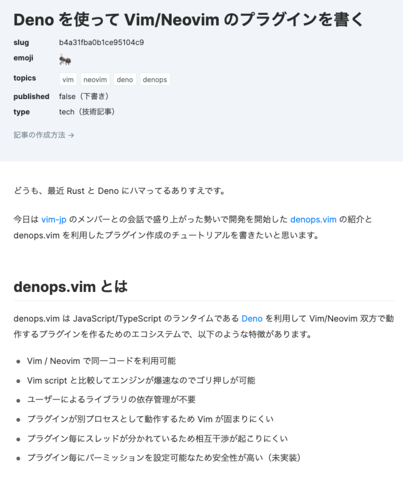 Deno を使って Vim/Neovim のプラグインを書く
slug b4a31fba0b1ce95104c9
emoji 🐜
topics vim neovim deno denops
published false（下書き）
type tech（技術記事）
記事の作成方法 →
どうも、最近 Rust と Deno にハマってるありすえです。
今日は vim-jp のメンバーとの会話で盛り上がった勢いで開発を開始した denops.vim の紹介と
denops.vim を利用したプラグイン作成のチュートリアルを書きたいと思います。
denops.vim とは
denops.vim は JavaScript/TypeScript のランタイムである Deno を利用して Vim/Neovim 双方で動
作するプラグインを作るためのエコシステムで、以下のような特徴があります。
• Vim / Neovim で同一コードを利用可能
• Vim script と比較してエンジンが爆速なのでゴリ押しが可能
• ユーザーによるライブラリの依存管理が不要
• プラグインが別プロセスとして動作するため Vim が固まりにくい
• プラグイン毎にスレッドが分かれているため相互干渉が起こりにくい
• プラグイン毎にパーミッションを設定可能なため安全性が高い（未実装）